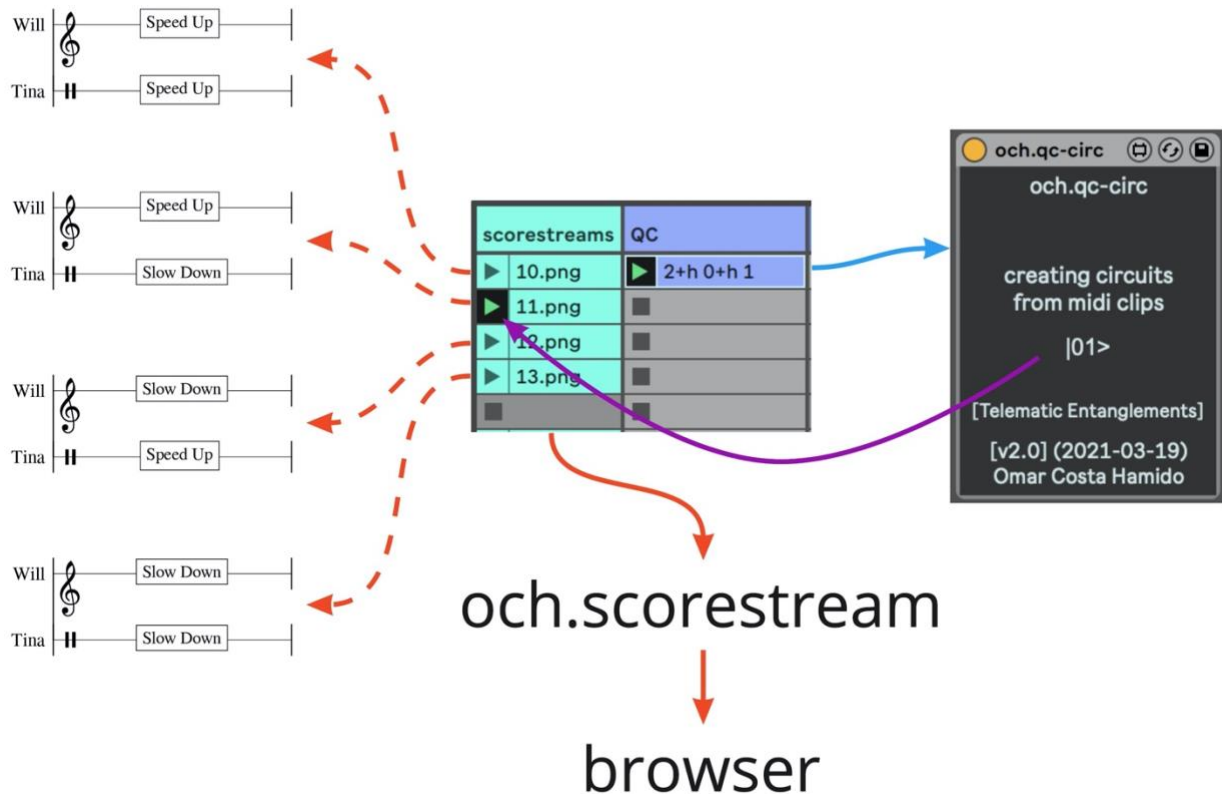 Will Speed Up
Tina Speed Up
Will Speed Up
Tina Slow Down
Will Slow Down
Tina Speed Up
Will Slow Down
Tina Slow Down
scorestreams QC
10.png 2+h 0+h 1
11.png
12.png
13.png
och.qc-circ
och.qc-circ
creating circuits
from midi clips
|01>
[Telematic Entanglements]
[v2.0] (2021-03-19)
Omar Costa Hamido
och.scorestream
browser